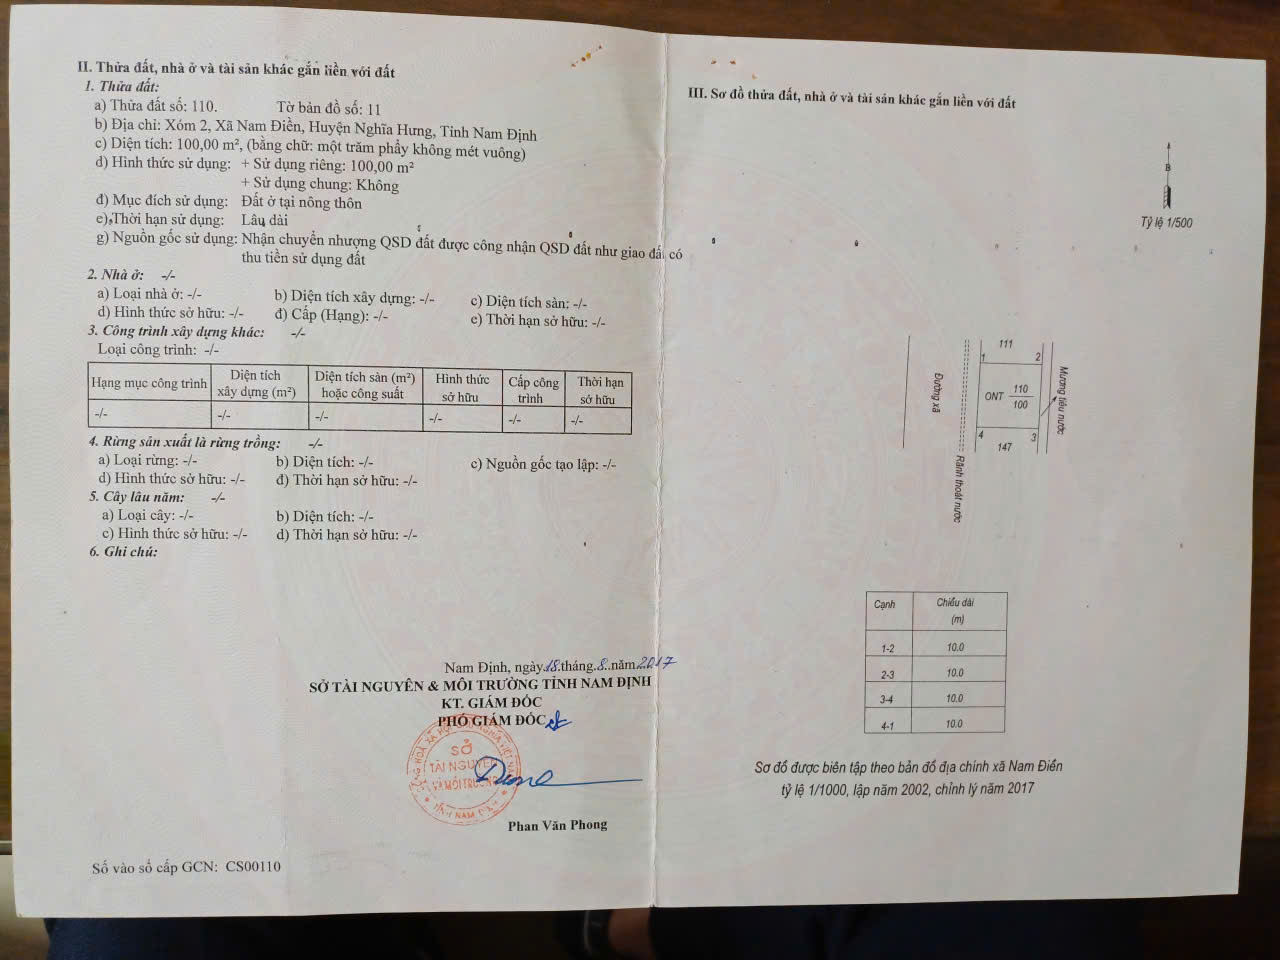 II. Thửa đất, nhà ở và tài sản khác gắn liền với đất
1. Thửa đất:
a) Thửa đất số: 110. Tờ bản đồ số: 11
b) Địa chỉ: Xóm 2, Xã Nam Điền, Huyện Nghĩa Hưng, Tỉnh Nam Định
c) Diện tích: 100,00 m², (bằng chữ: một trăm phẩy không mét vuông)
d) Hình thức sử dụng: + Sử dụng riêng: 100,00 m²
+ Sử dụng chung: Không
đ) Mục đích sử dụng: Đất ở tại nông thôn
e) Thời hạn sử dụng: Lâu dài
g) Nguồn gốc sử dụng: Nhận chuyển nhượng QSD đất được công nhận QSD đất như giao đất có
thu tiền sử dụng đất
2. Nhà ở: -/-
a) Loại nhà ở: -/- b) Diện tích xây dựng: -/- c) Diện tích sàn: -/-
d) Hình thức sở hữu: -/- đ) Cấp (Hạng): -/- e) Thời hạn sở hữu: -/-
3. Công trình xây dựng khác: -/-
Loại công trình: -/-
Hạng mục công trình | Diện tích xây dựng (m²) | Diện tích sàn (m²) hoặc công suất | Hình thức sở hữu | Cấp công trình | Thời hạn sở hữu
-/- | -/- | -/- | -/- | -/- | -/-
4. Rừng sản xuất là rừng trồng: -/-
a) Loại rừng: -/- b) Diện tích: -/- c) Nguồn gốc tạo lập: -/-
d) Hình thức sở hữu: -/- đ) Thời hạn sở hữu: -/-
5. Cây lâu năm: -/-
a) Loại cây: -/- b) Diện tích: -/-
c) Hình thức sở hữu: -/- d) Thời hạn sở hữu: -/-
6. Ghi chú:
Nam Định, ngày 18 tháng 8 năm 2017
SỞ TÀI NGUYÊN & MÔI TRƯỜNG TỈNH NAM ĐỊNH
KT. GIÁM ĐỐC
PHÓ GIÁM ĐỐC
SỞ
TÀI NGUYÊN
VÀ MÔI TRƯỜNG
Phan Văn Phong
Số vào sổ cấp GCN: CS00110
III. Sơ đồ thửa đất, nhà ở và tài sản khác gắn liền với đất
B
Tỷ lệ 1/500
111
1 2
Đường xã
ONT 110
100
Mương tiêu nước
4 3
147
Rãnh thoát nước
Cạnh | Chiều dài (m)
1-2 | 10.0
2-3 | 10.0
3-4 | 10.0
4-1 | 10.0
Sơ đồ được biên tập theo bản đồ địa chính xã Nam Điền
tỷ lệ 1/1000, lập năm 2002, chỉnh lý năm 2017